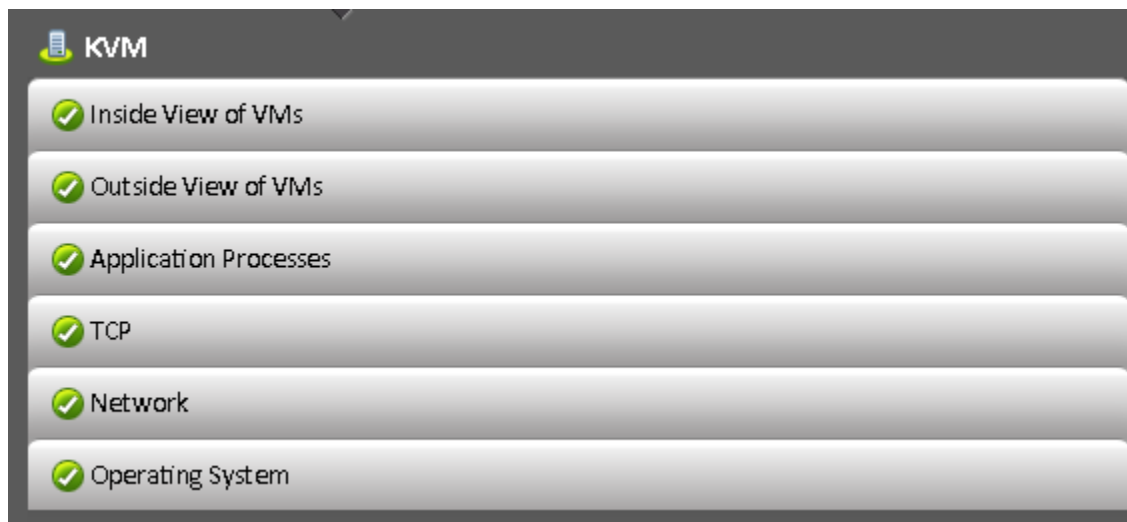 KVM
Inside View of VMs
Outside View of VMs
Application Processes
TCP
Network
Operating System